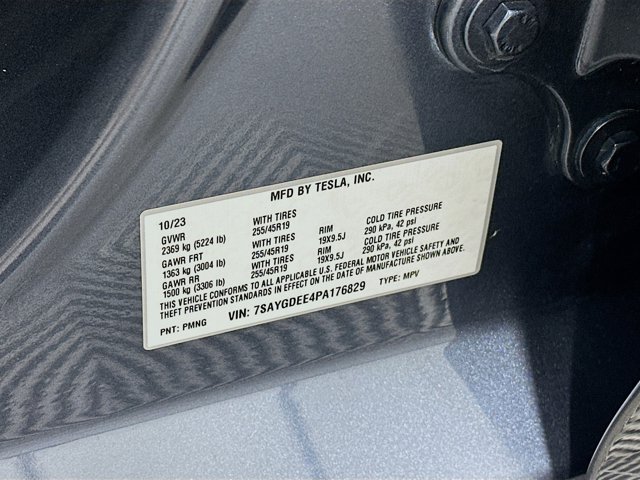 MFD BY TESLA, INC.
10/23
GVWR WITH TIRES RIM COLD TIRE PRESSURE
2369 kg (5224 lb) 255/45R19 19X9.5J 290 kPa, 42 psi
GAWR FRT WITH TIRES RIM COLD TIRE PRESSURE
1363 kg (3004 lb) 255/45R19 19X9.5J 290 kPa, 42 psi
GAWR RR WITH TIRES
1500 kg (3306 lb) 255/45R19
THIS VEHICLE CONFORMS TO ALL APPLICABLE U.S. FEDERAL MOTOR VEHICLE SAFETY AND
THEFT PREVENTION STANDARDS IN EFFECT ON THE DATE OF MANUFACTURE SHOWN ABOVE.
VIN: 7SAYGDEE4PA176829 TYPE: MPV
PNT: PMNG